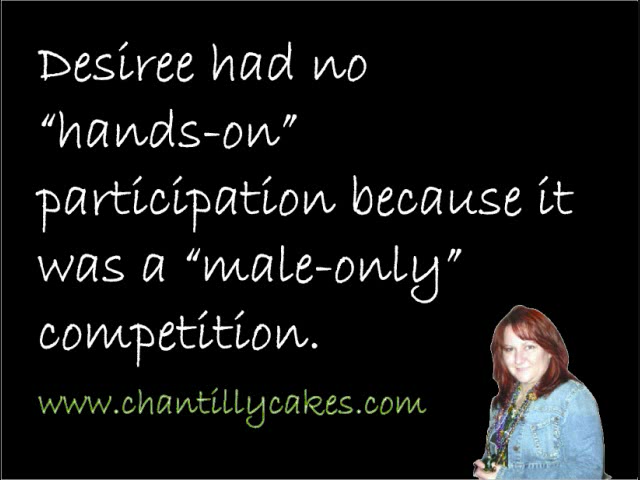 Desiree had no
“hands-on”
participation because it
was a “male-only”
competition.
www.chantillycakes.com